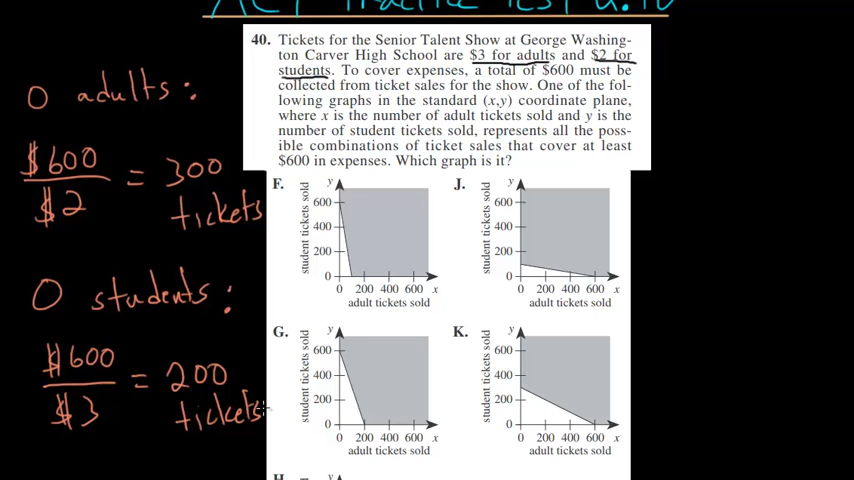 ACT Practice Test
40. Tickets for the Senior Talent Show at George Washing-
ton Carver High School are $3 for adults and $2 for
students. To cover expenses, a total of $600 must be
collected from ticket sales for the show. One of the fol-
lowing graphs in the standard (x,y) coordinate plane,
where x is the number of adult tickets sold and y is the
number of student tickets sold, represents all the poss-
ible combinations of ticket sales that cover at least
$600 in expenses. Which graph is it?
0 adults:
$600
$2
= 300
tickets
0 students:
$600
$3
= 200
tickets
F.
y
student tickets sold
600
400
200
0
0 200 400 600 x
adult tickets sold
J.
y
student tickets sold
600
400
200
0
0 200 400 600 x
adult tickets sold
G.
y
student tickets sold
600
400
200
0
0 200 400 600 x
adult tickets sold
K.
y
student tickets sold
600
400
200
0
0 200 400 600 x
adult tickets sold
y